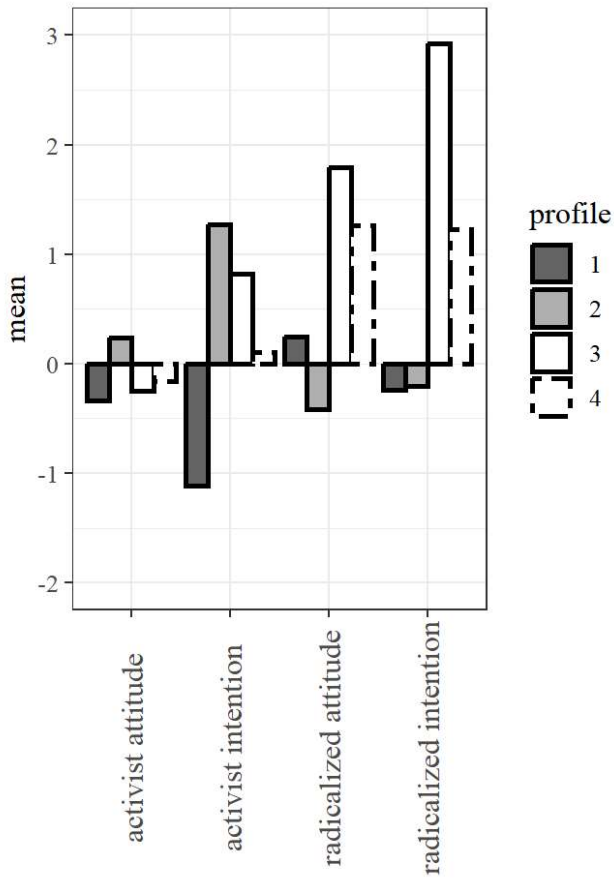 3
2
1
0
-1
-2
mean
activist attitude
activist intention
radicalized attitude
radicalized intention
profile
1
2
3
4